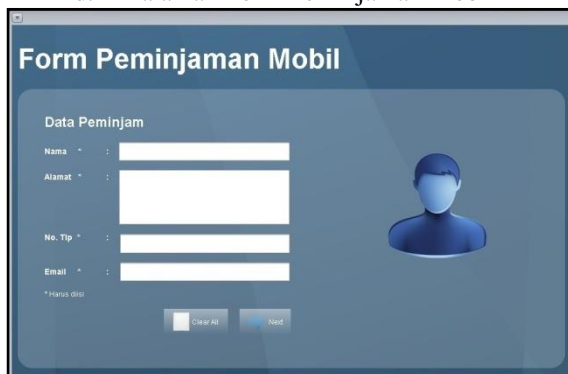 Form Peminjaman Mobil
Data Peminjam
Nama * :
Alamat * :
No. Tlp * :
Email * :
* Harus diisi
Clear All Next